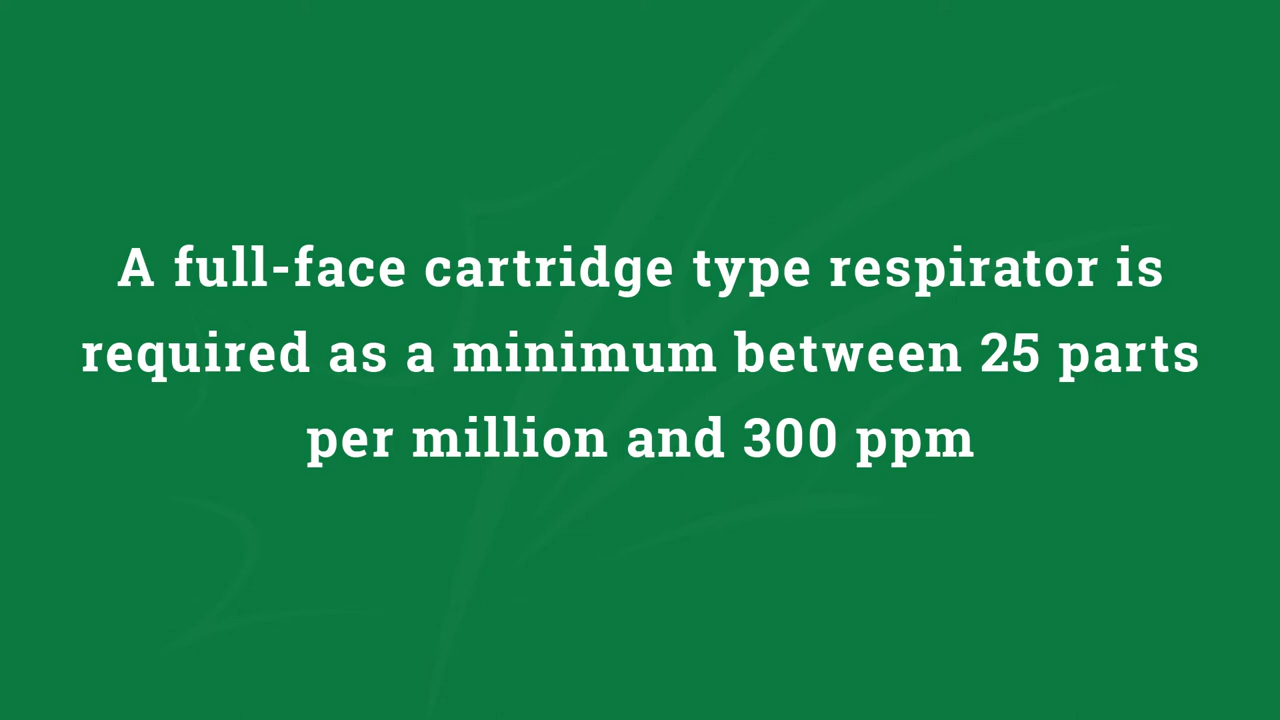 A full-face cartridge type respirator is
required as a minimum between 25 parts
per million and 300 ppm